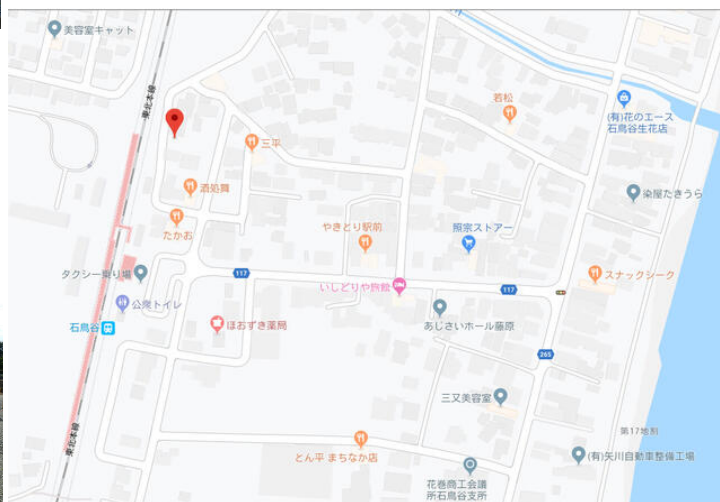 美容室キャット
東北本線
若松
(有)花のエース
石鳥谷生花店
三平
酒処舞
染屋たきうら
たかお
やきとり駅前
照宗ストアー
タクシー乗り場
117
スナックシーク
いしどりや旅館
117
公衆トイレ
石鳥谷
ほおずき薬局
あじさいホール藤原
265
三又美容室
東北本線
第17地割
とん平 まちなか店
(有)矢川自動車整備工場
花巻商工会議
所石鳥谷支所